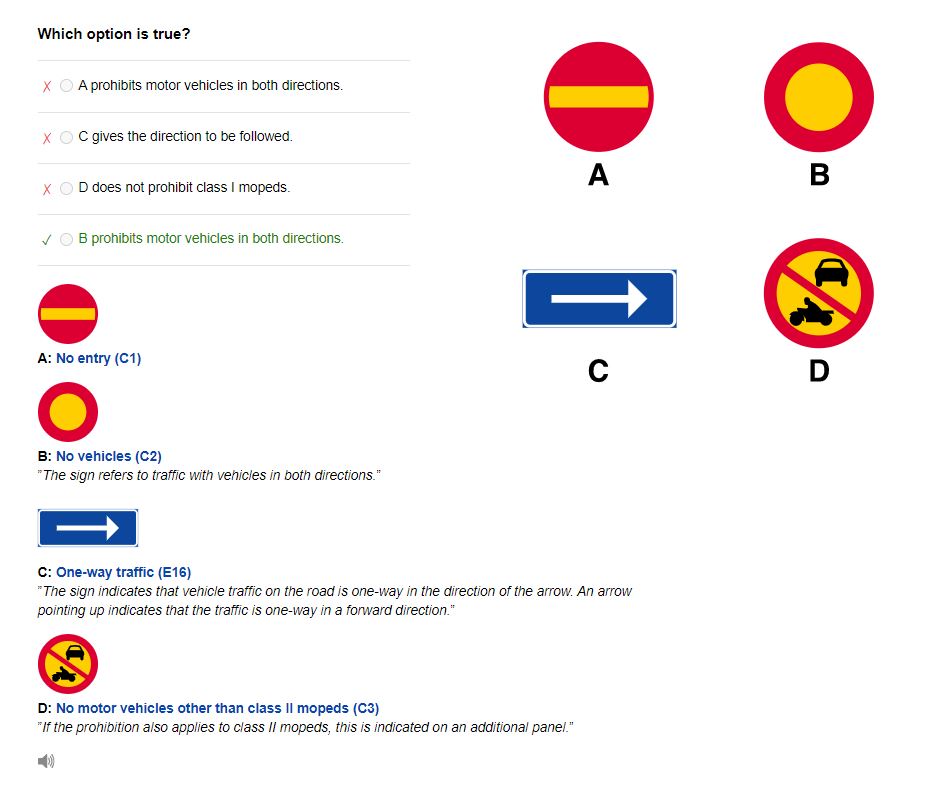 Which option is true?
A prohibits motor vehicles in both directions.
C gives the direction to be followed.
D does not prohibit class I mopeds.
B prohibits motor vehicles in both directions.
A
B
C
D
A: No entry (C1)
B: No vehicles (C2)
”The sign refers to traffic with vehicles in both directions.”
C: One-way traffic (E16)
”The sign indicates that vehicle traffic on the road is one-way in the direction of the arrow. An arrow
pointing up indicates that the traffic is one-way in a forward direction.”
D: No motor vehicles other than class II mopeds (C3)
”If the prohibition also applies to class II mopeds, this is indicated on an additional panel.”